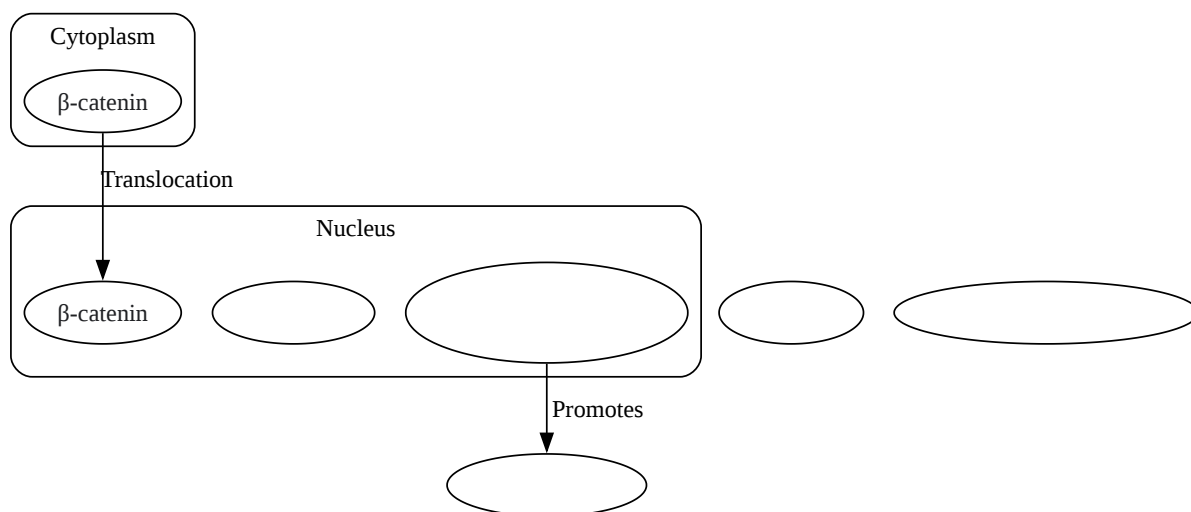 Cytoplasm
β-catenin
Translocation
Nucleus
β-catenin
Promotes